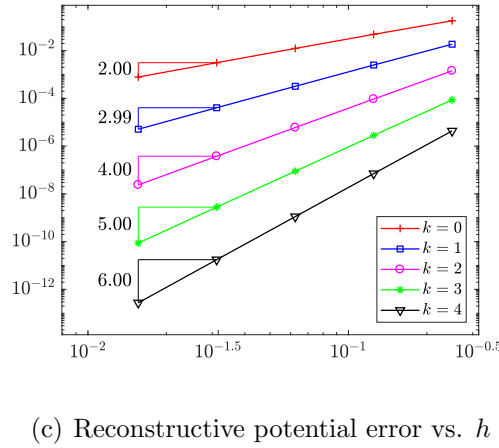 10^-2
10^-4
10^-6
10^-8
10^-10
10^-12
2.00
2.99
4.00
5.00
6.00
k = 0
k = 1
k = 2
k = 3
k = 4
10^-2
10^-1.5
10^-1
10^-0.5
(c) Reconstructive potential error vs. h